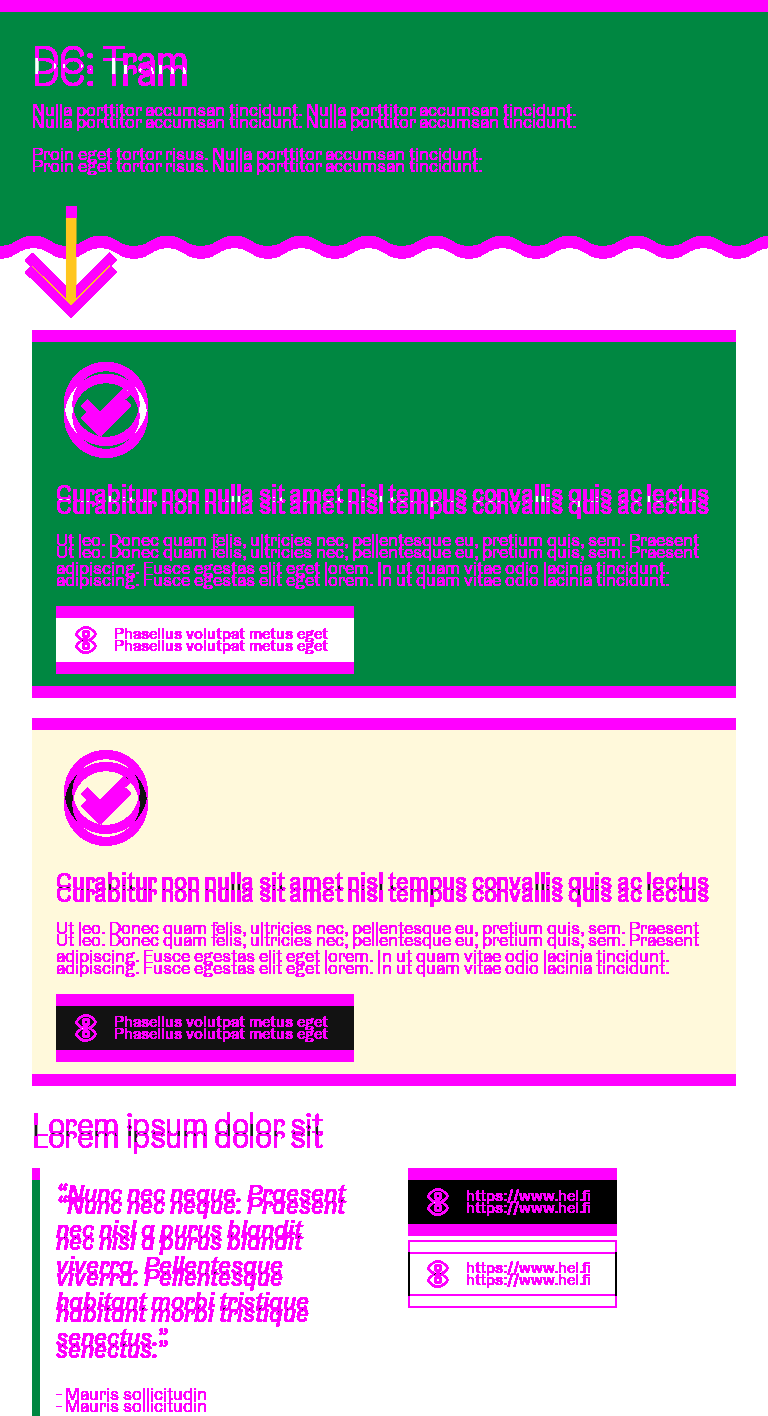 DC: Tram
Nulla porttitor accumsan tincidunt. Nulla porttitor accumsan tincidunt.
Proin eget tortor risus. Nulla porttitor accumsan tincidunt.
Curabitur non nulla sit amet nisl tempus convallis quis ac lectus
Ut leo. Donec quam felis, ultricies nec, pellentesque eu, pretium quis, sem. Praesent
adipiscing. Fusce egestas elit eget lorem. In ut quam vitae odio lacinia tincidunt.
Phasellus volutpat metus eget
Curabitur non nulla sit amet nisl tempus convallis quis ac lectus
Ut leo. Donec quam felis, ultricies nec, pellentesque eu, pretium quis, sem. Praesent
adipiscing. Fusce egestas elit eget lorem. In ut quam vitae odio lacinia tincidunt.
Phasellus volutpat metus eget
Lorem ipsum dolor sit
“Nunc nec neque. Praesent
nec nisl a purus blandit
viverra. Pellentesque
habitant morbi tristique
senectus.”
- Mauris sollicitudin
https://www.hel.fi
https://www.hel.fi